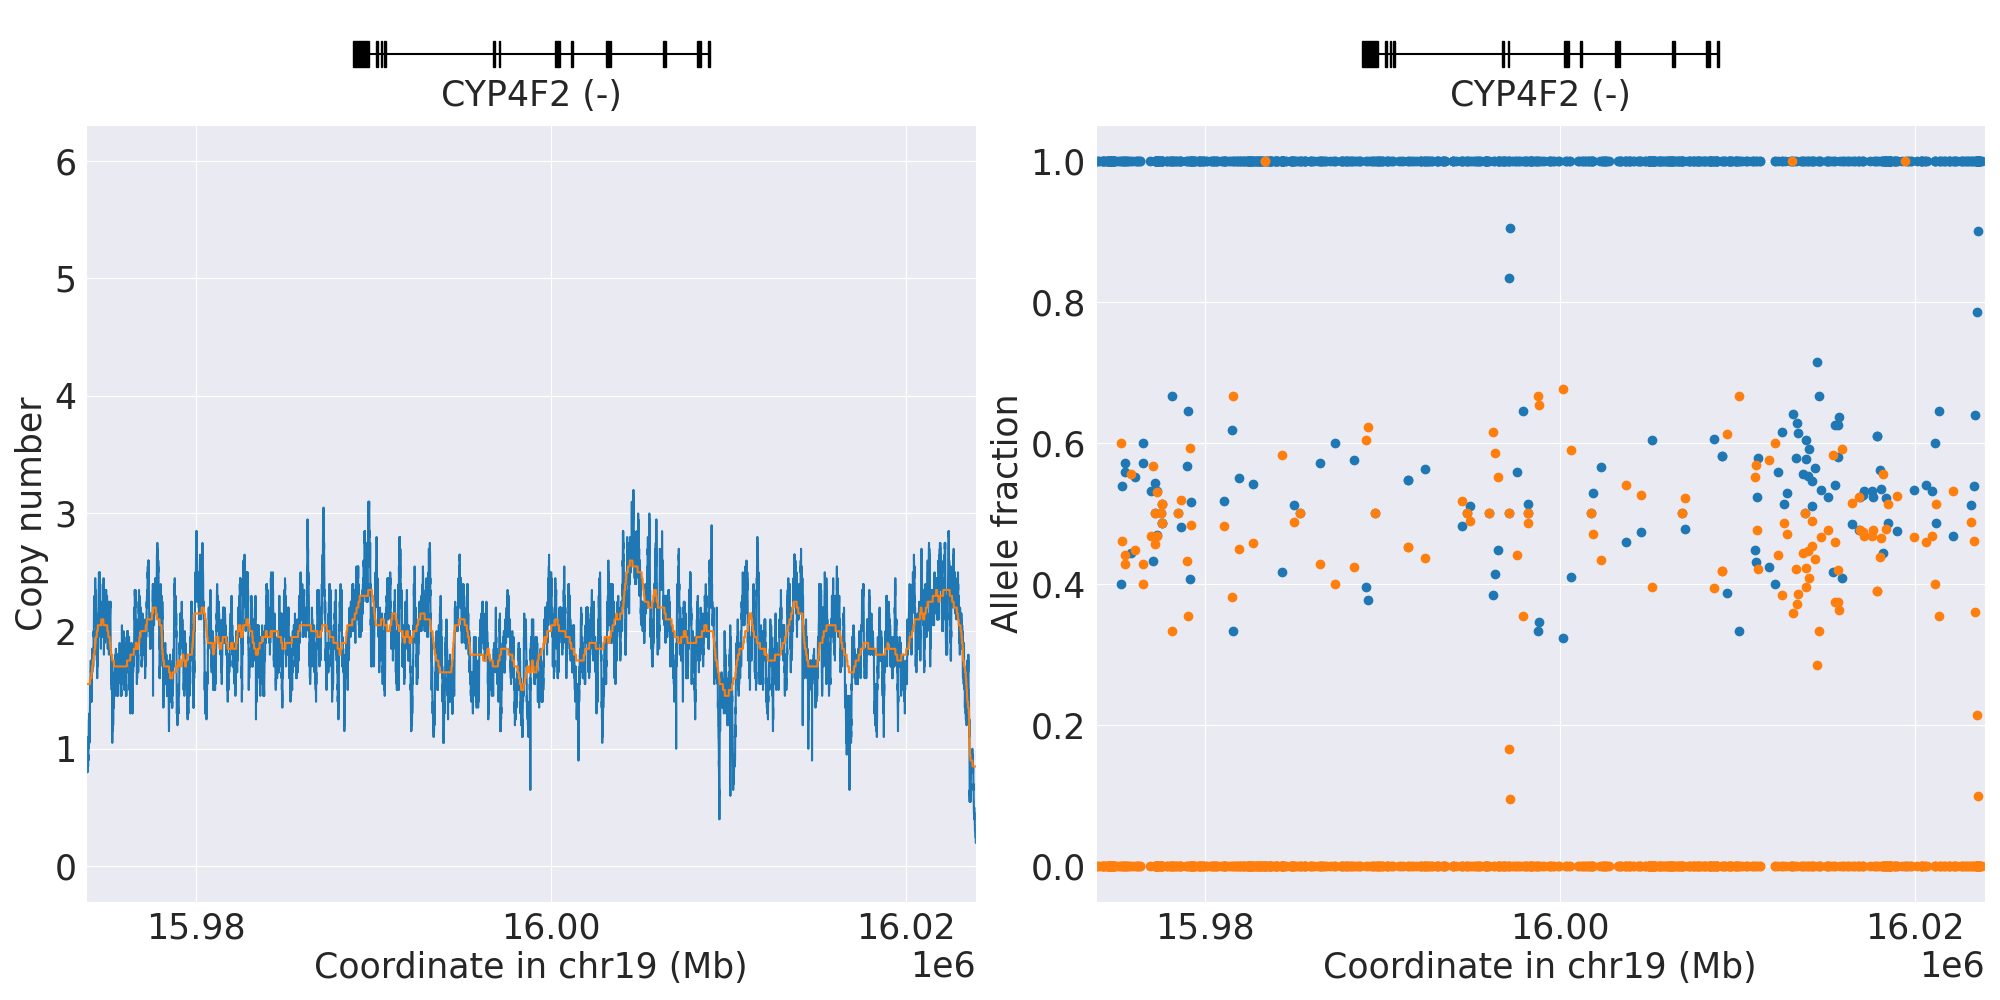 CYP4F2 (-)
6
5
4
3
2
1
0
Copy number
15.98
16.00
16.02
Coordinate in chr19 (Mb)
1e6
CYP4F2 (-)
1.0
0.8
0.6
0.4
0.2
0.0
Allele fraction
15.98
16.00
16.02
Coordinate in chr19 (Mb)
1e6